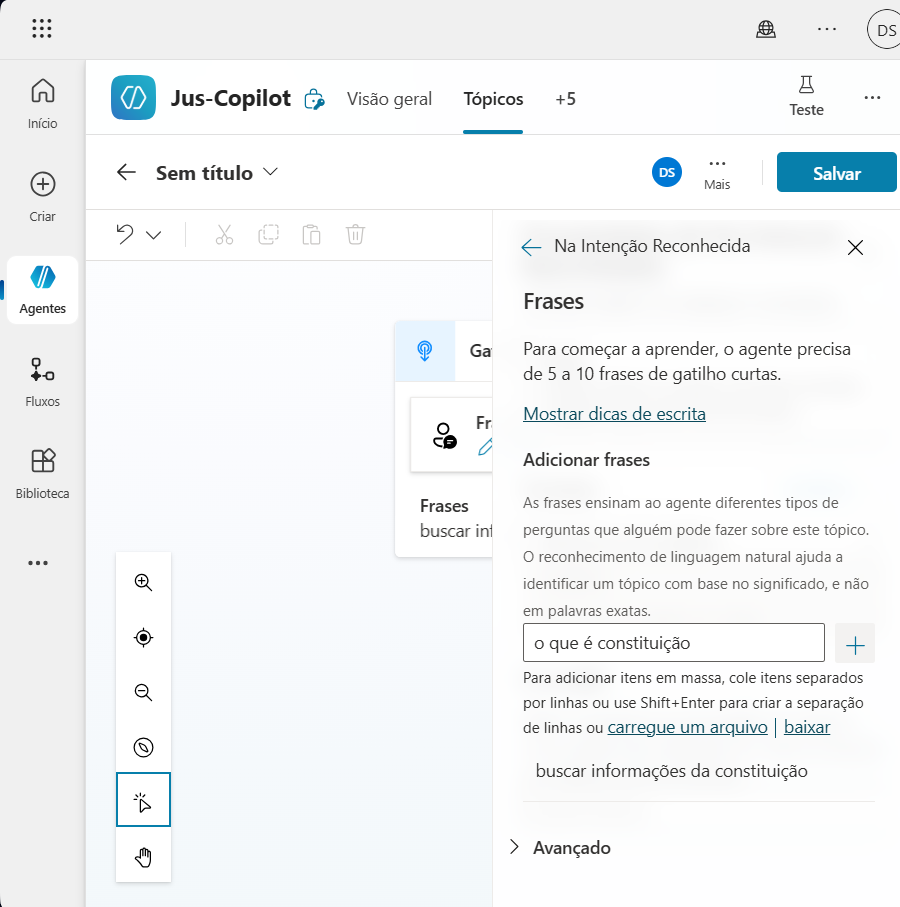 DS
Início
Criar
Agentes
Fluxos
Biblioteca
Jus-Copilot
Visão geral
Tópicos
+5
Teste
Sem título
DS
Mais
Salvar
Frases
buscar
Na Intenção Reconhecida
Frases
Para começar a aprender, o agente precisa
de 5 a 10 frases de gatilho curtas.
Mostrar dicas de escrita
Adicionar frases
As frases ensinam ao agente diferentes tipos de
perguntas que alguém pode fazer sobre este tópico.
O reconhecimento de linguagem natural ajuda a
identificar um tópico com base no significado, e não
em palavras exatas.
o que é constituição
Para adicionar itens em massa, cole itens separados
por linhas ou use Shift+Enter para criar a separação
de linhas ou carregue um arquivo | baixar
buscar informações da constituição
Avançado